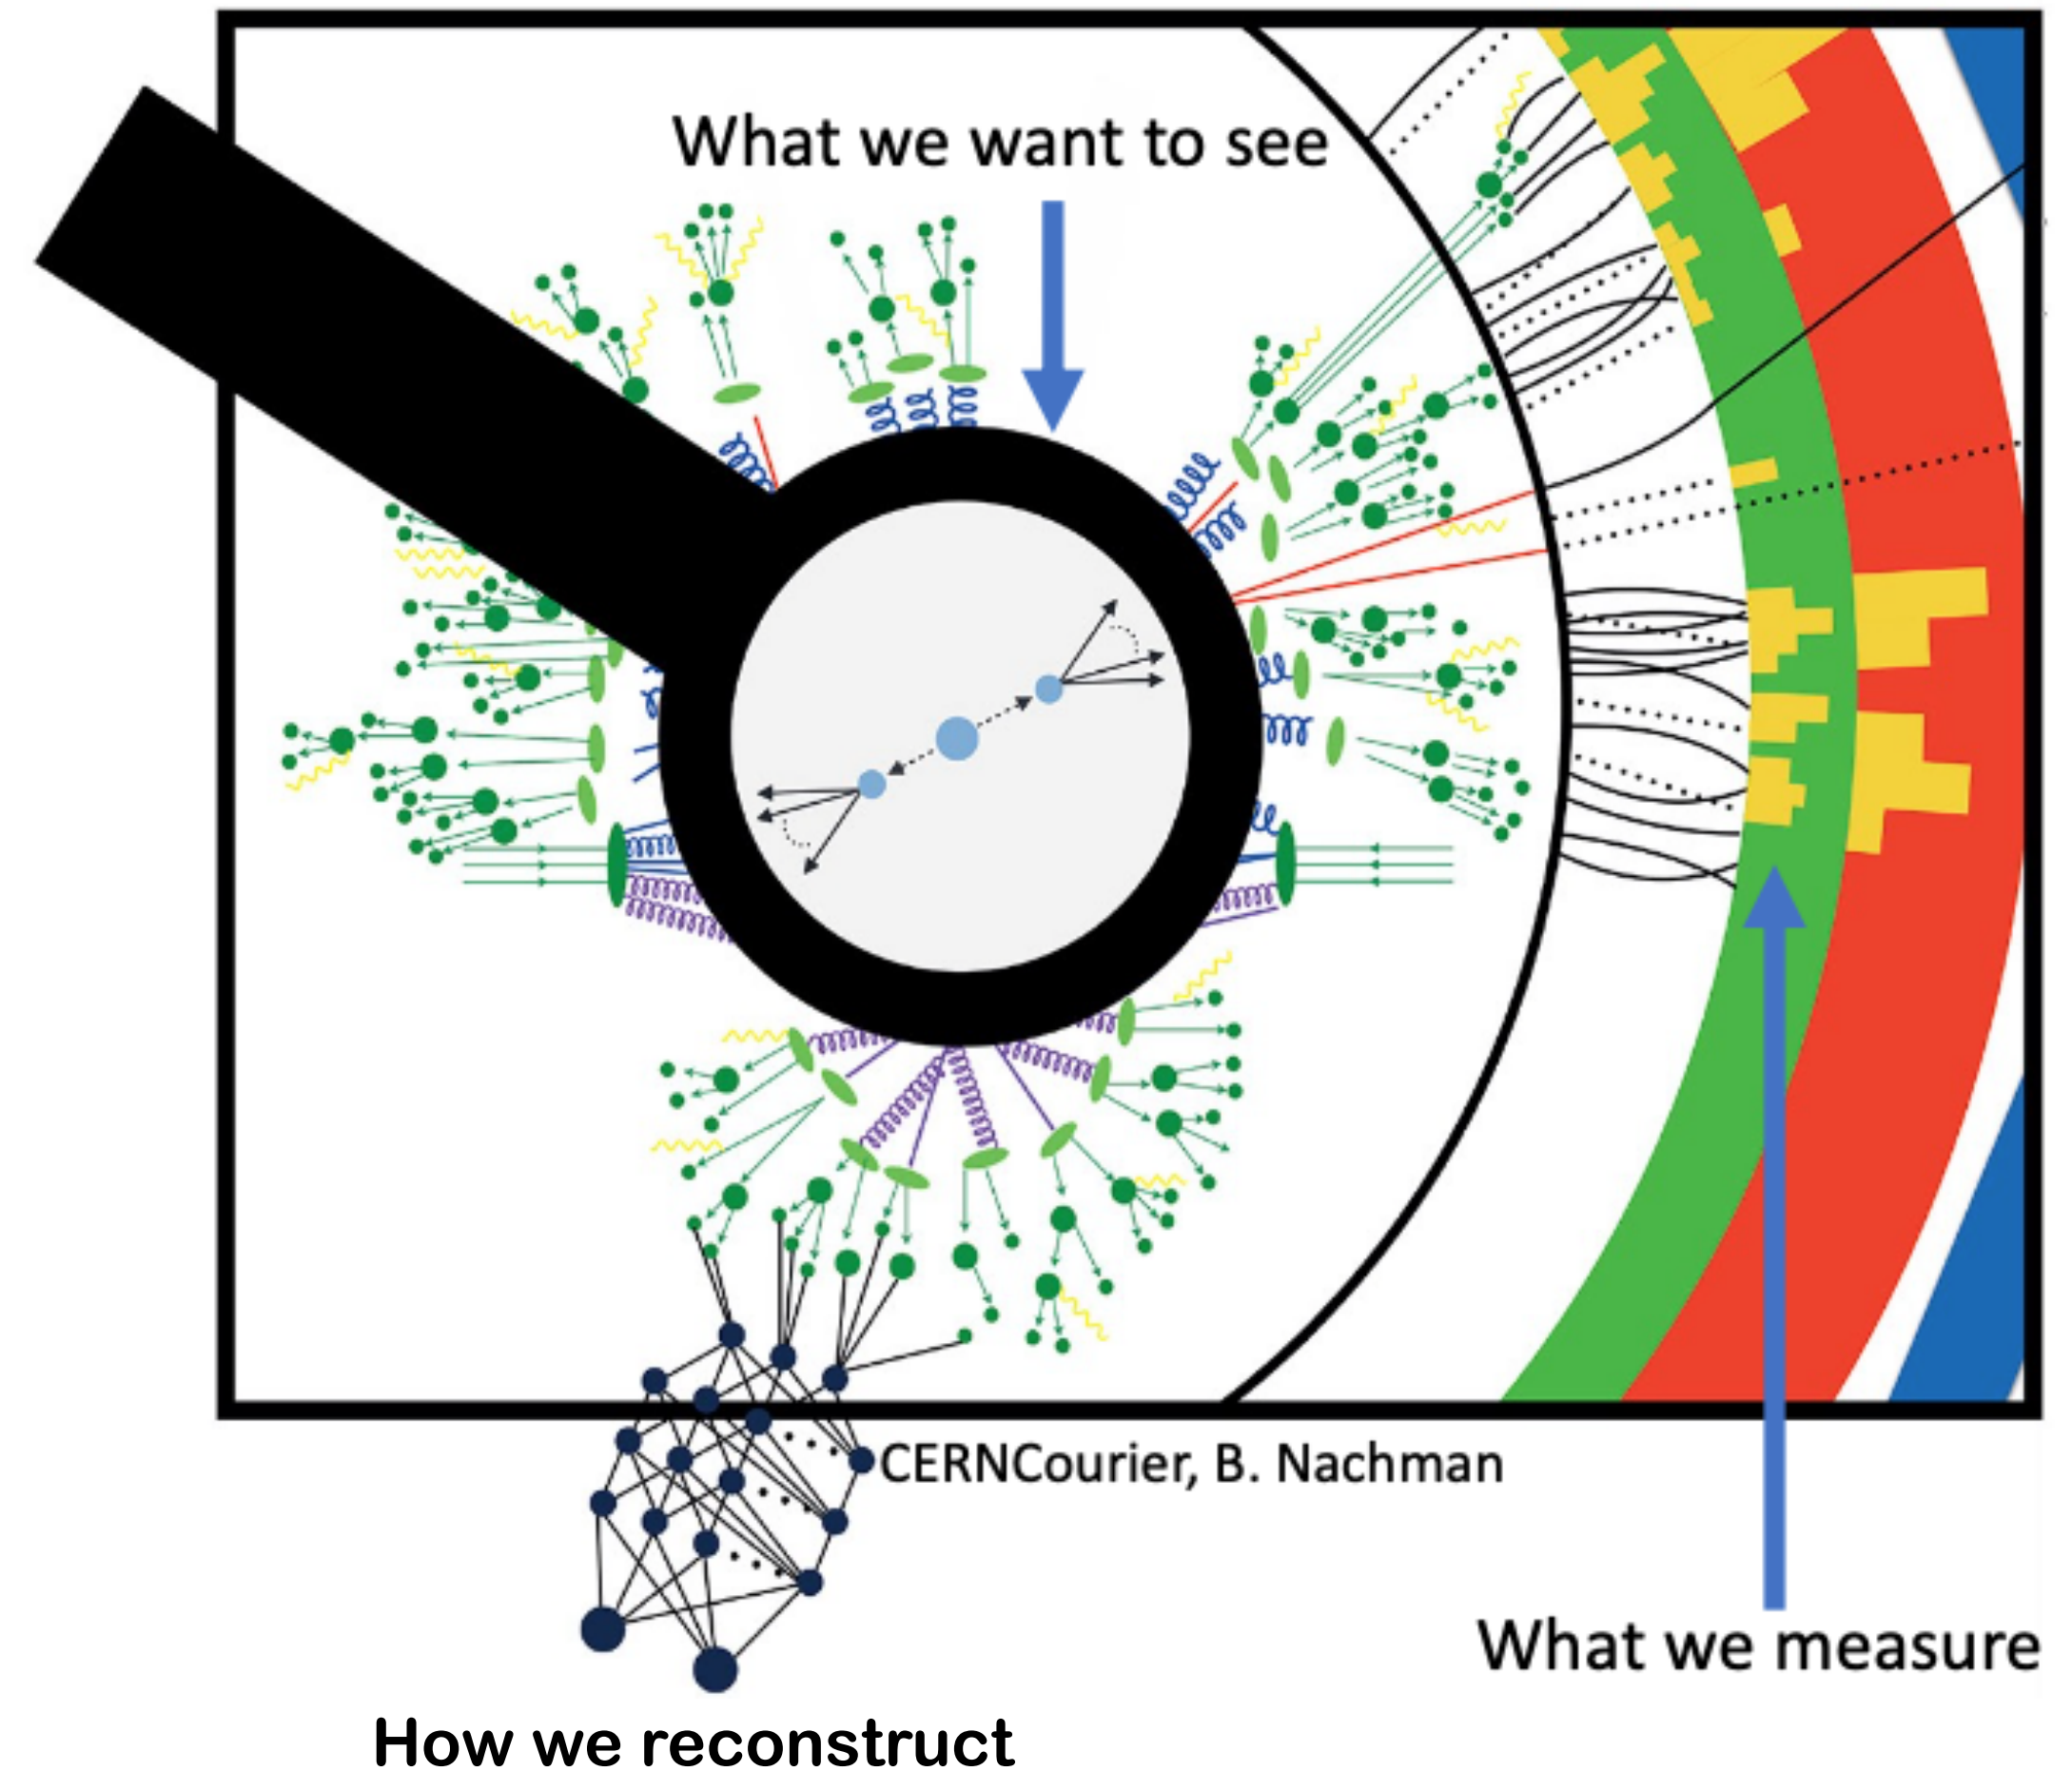 What we want to see
CERNCourier, B. Nachman
What we measure
How we reconstruct